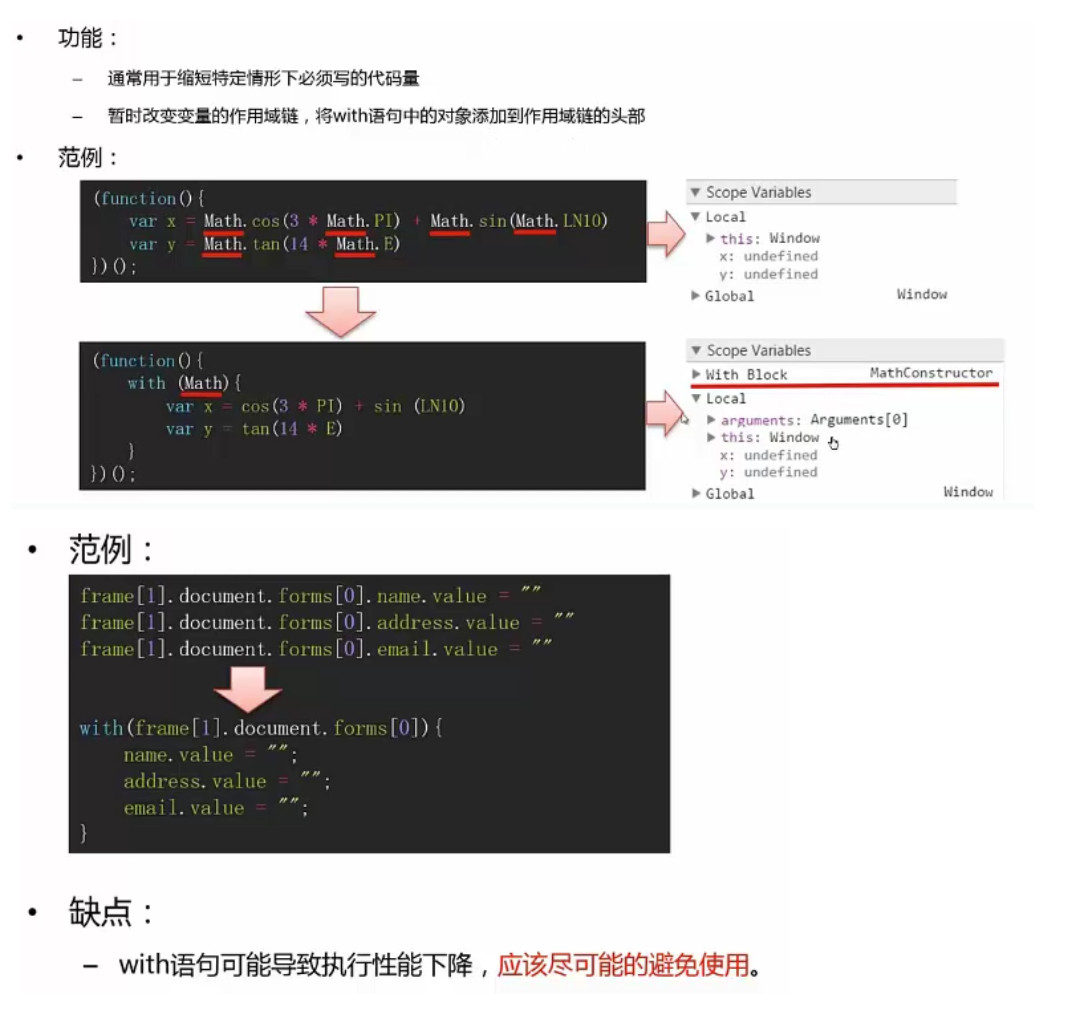 • 功能：
– 通常用于缩短特定情形下必须写的代码量
– 暂时改变变量的作用域链，将with语句中的对象添加到作用域链的头部
• 范例：
(function(){
var x = Math.cos(3 * Math.PI) + Math.sin(Math.LN10)
var y = Math.tan(14 * Math.E)
})();
▼ Scope Variables
▼ Local
▶ this: Window
x: undefined
y: undefined
▶ Global Window
(function(){
with (Math){
var x = cos(3 * PI) + sin (LN10)
var y = tan(14 * E)
}
})();
▼ Scope Variables
▶ With Block MathConstructor
▼ Local
▶ arguments: Arguments[0]
▶ this: Window
x: undefined
y: undefined
▶ Global Window
• 范例：
frame[1].document.forms[0].name.value = ""
frame[1].document.forms[0].address.value = ""
frame[1].document.forms[0].email.value = ""
with(frame[1].document.forms[0]){
name.value = "";
address.value = "";
email.value = "";
}
• 缺点：
– with语句可能导致执行性能下降，应该尽可能的避免使用。